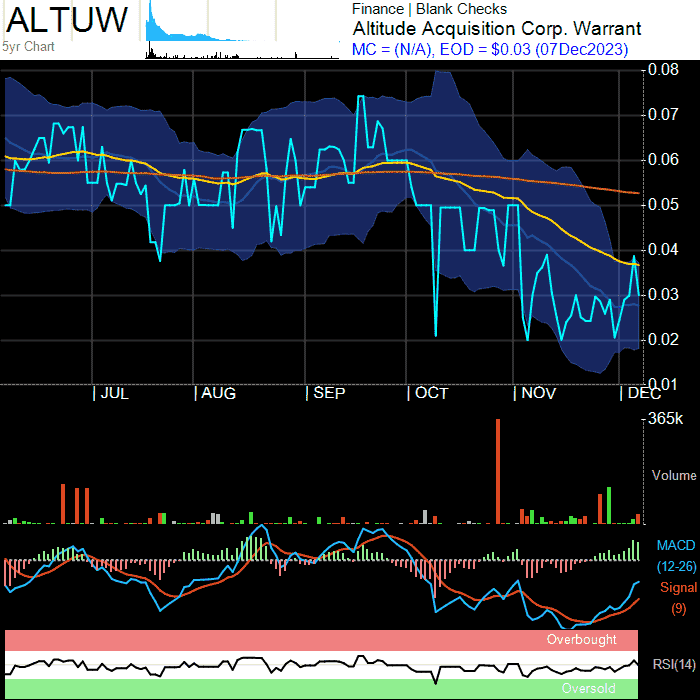 ALTUW
5yr Chart
Finance | Blank Checks
Altitude Acquisition Corp. Warrant
MC = (N/A), EOD = $0.03 (07Dec2023)
0.08
0.07
0.06
0.05
0.04
0.03
0.02
0.01
| JUL | AUG | SEP | OCT | NOV | DEC
365k
Volume
MACD
(12-26)
Signal
(9)
Overbought
RSI(14)
Oversold